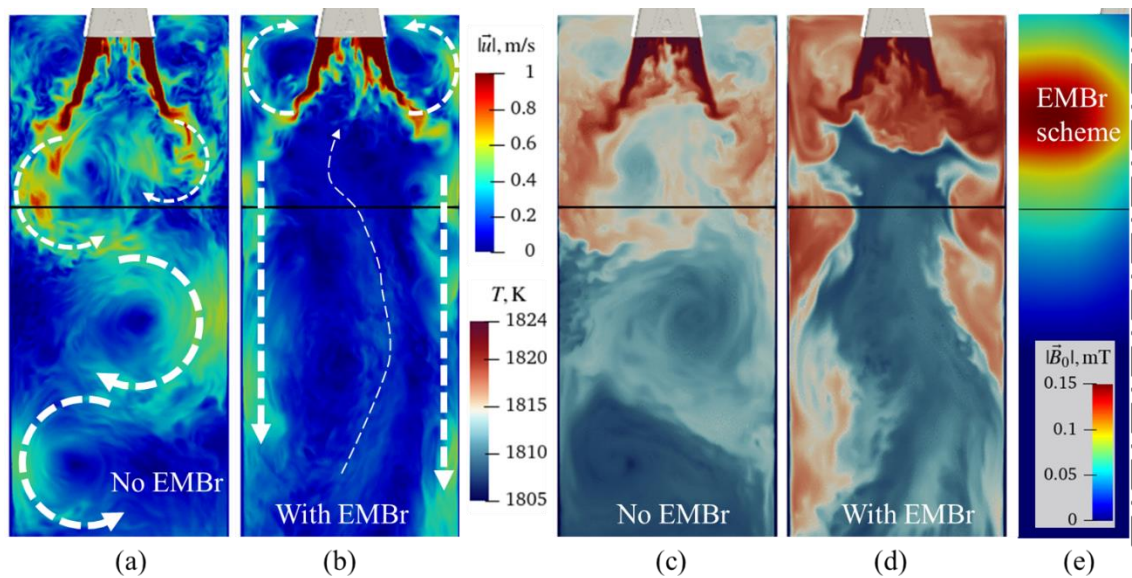 |u⃗|, m/s
1
0.8
0.6
0.4
0.2
0
T, K
1824
1820
1815
1810
1805
EMBr
scheme
|B⃗₀|, mT
0.15
0.1
0.05
0
No EMBr
With EMBr
No EMBr
With EMBr
(a)
(b)
(c)
(d)
(e)